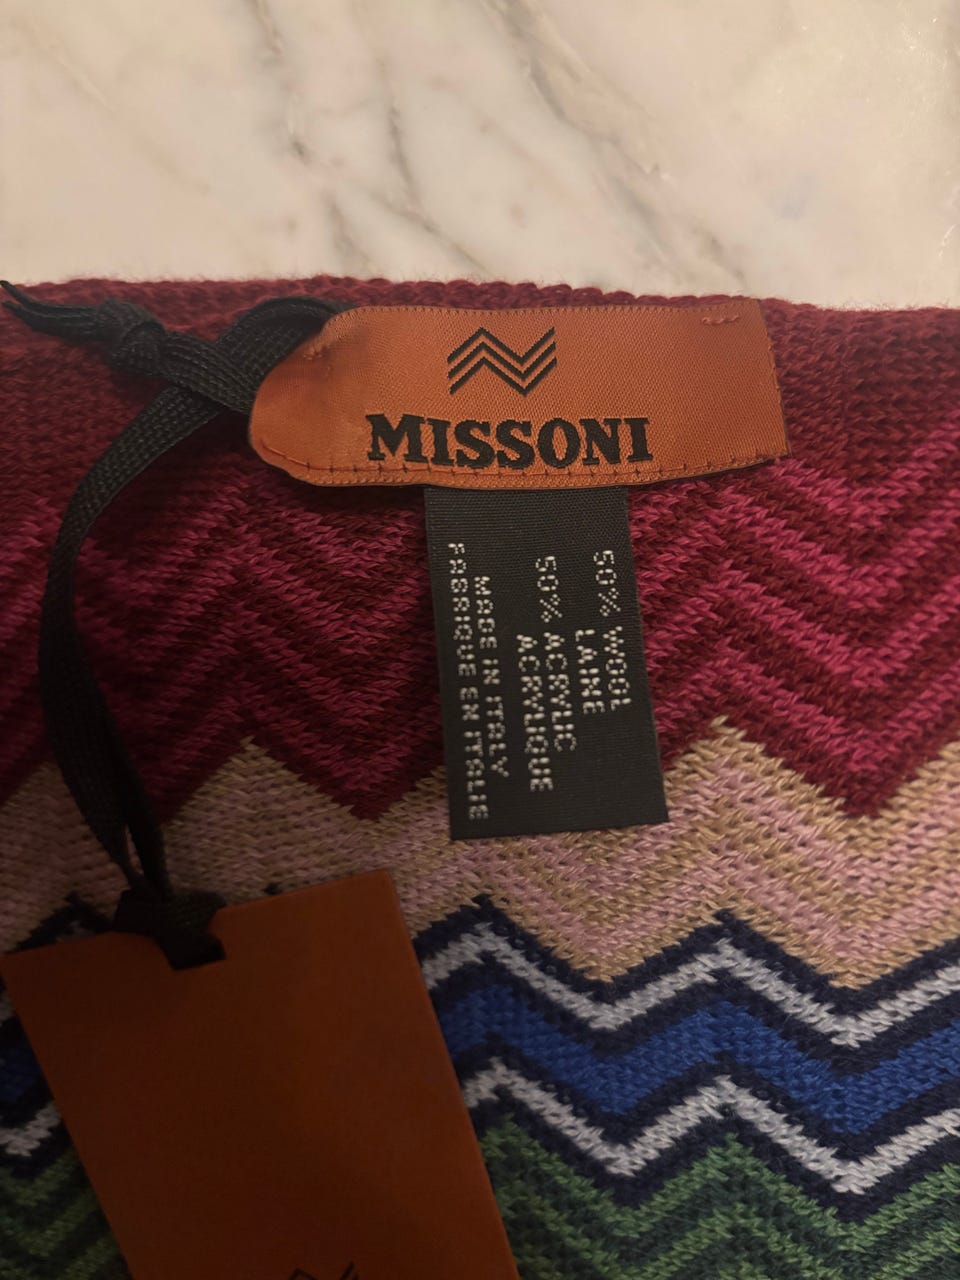 MISSONI
50% WOOL
LAINE
50% ACRYLIC
ACRYLIQUE
MADE IN ITALY
FABRIQUE EN ITALIE